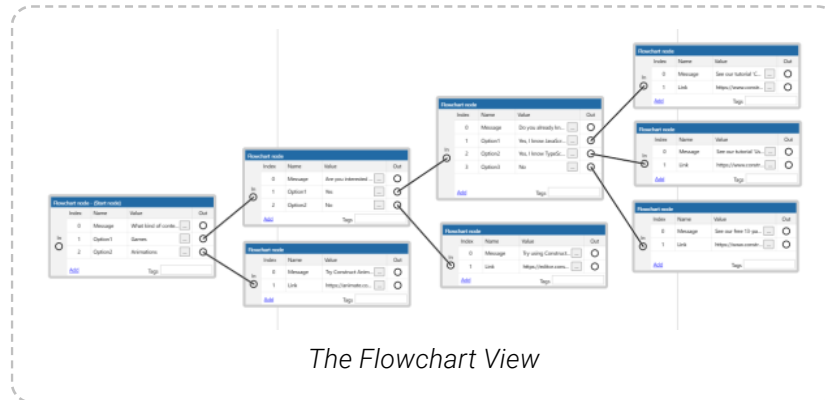 Flowchart node - (Start node)
Index Name Value Out
In
0 Message What kind of conte... ...
1 Option1 Games ...
2 Option2 Animations ...
Add Tags
Flowchart node
Index Name Value Out
In
0 Message Are you interested ... ...
1 Option1 Yes ...
2 Option2 No ...
Add Tags
Flowchart node
Index Name Value Out
In
0 Message Try Construct Anim... ...
1 Link https://animate.co... ...
Add Tags
Flowchart node
Index Name Value Out
In
0 Message Do you already kn... ...
1 Option1 Yes, I know JavaScr... ...
2 Option2 Yes, I know TypeSc... ...
3 Option3 No ...
Add Tags
Flowchart node
Index Name Value Out
In
0 Message Try using Construct... ...
1 Link https://editor.cons... ...
Add Tags
Flowchart node
Index Name Value Out
In
0 Message See our tutorial 'C... ...
1 Link https://www.constr... ...
Add Tags
Flowchart node
Index Name Value Out
In
0 Message See our tutorial 'Us... ...
1 Link https://www.constr... ...
Add Tags
Flowchart node
Index Name Value Out
In
0 Message See our free 10-pa... ...
1 Link https://www.constr... ...
Add Tags
The Flowchart View